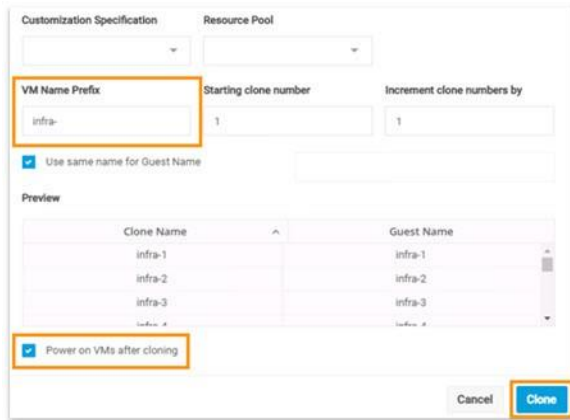 Customization Specification Resource Pool
VM Name Prefix Starting clone number Increment clone numbers by
infra- 1 1
Use same name for Guest Name
Preview
Clone Name Guest Name
infra-1 infra-1
infra-2 infra-2
infra-3 infra-3
Power on VMs after cloning
Cancel Clone